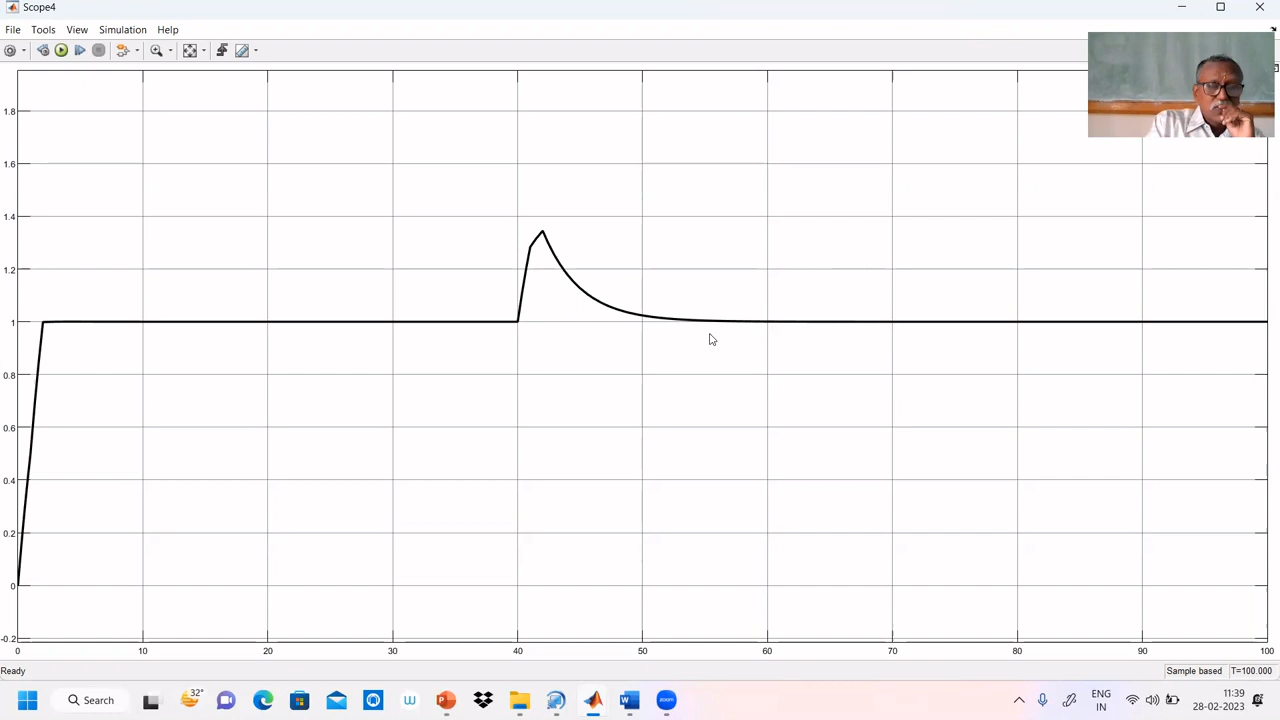 Scope4
File Tools View Simulation Help
1.8
1.6
1.4
1.2
1
0.8
0.6
0.4
0.2
0
-0.2
0 10 20 30 40 50 60 70 80 90 100
Ready Sample based T=100.000
32° Search zoom ENG 11:39
IN 28-02-2023